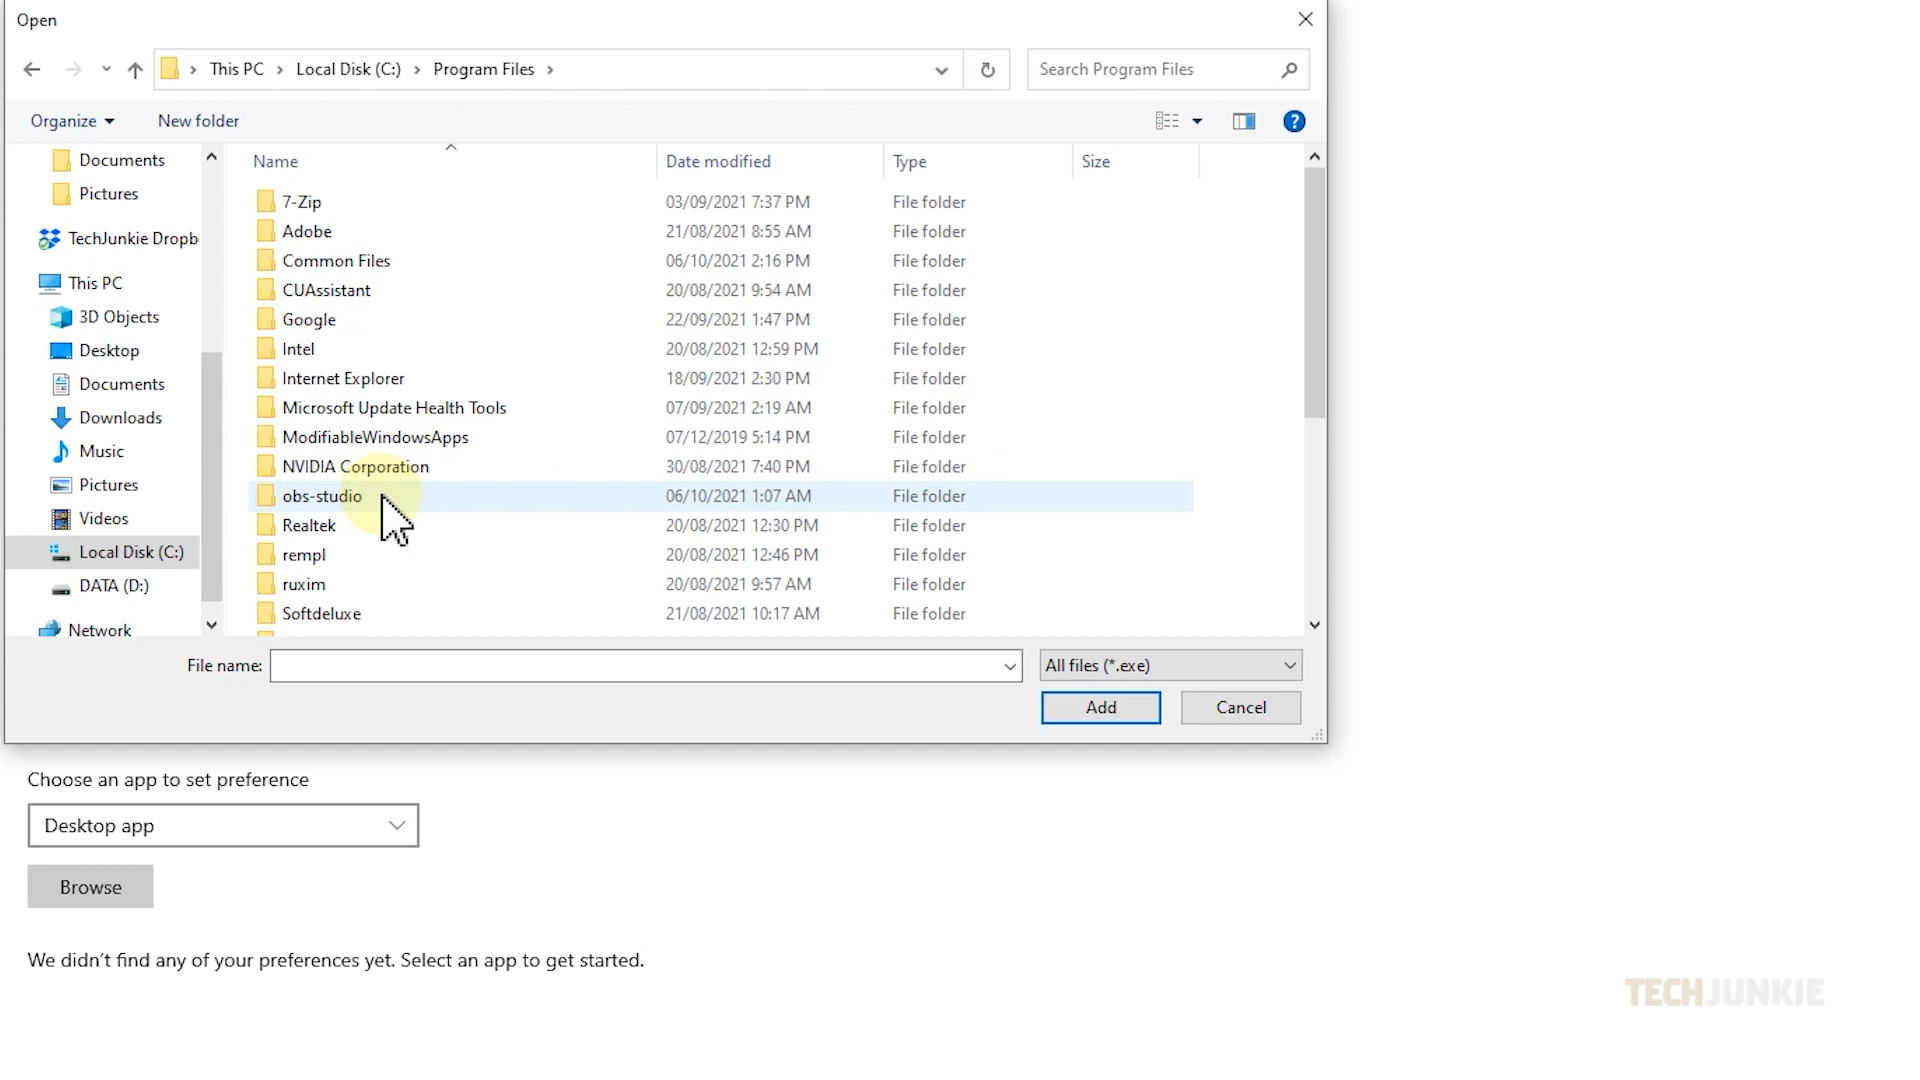 Open
This PC > Local Disk (C:) > Program Files >
Search Program Files
Organize
New folder
Documents
Pictures
TechJunkie Dropb
This PC
3D Objects
Desktop
Documents
Downloads
Music
Pictures
Videos
Local Disk (C:)
DATA (D:)
Network
Name Date modified Type Size
7-Zip 03/09/2021 7:37 PM File folder
Adobe 21/08/2021 8:55 AM File folder
Common Files 06/10/2021 2:16 PM File folder
CUAssistant 20/08/2021 9:54 AM File folder
Google 22/09/2021 1:47 PM File folder
Intel 20/08/2021 12:59 PM File folder
Internet Explorer 18/09/2021 2:30 PM File folder
Microsoft Update Health Tools 07/09/2021 2:19 AM File folder
ModifiableWindowsApps 07/12/2019 5:14 PM File folder
NVIDIA Corporation 30/08/2021 7:40 PM File folder
obs-studio 06/10/2021 1:07 AM File folder
Realtek 20/08/2021 12:30 PM File folder
rempl 20/08/2021 12:46 PM File folder
ruxim 20/08/2021 9:57 AM File folder
Softdeluxe 21/08/2021 10:17 AM File folder
File name:
All files (*.exe)
Add
Cancel
Choose an app to set preference
Desktop app
Browse
We didn't find any of your preferences yet. Select an app to get started.
TECHJUNKIE